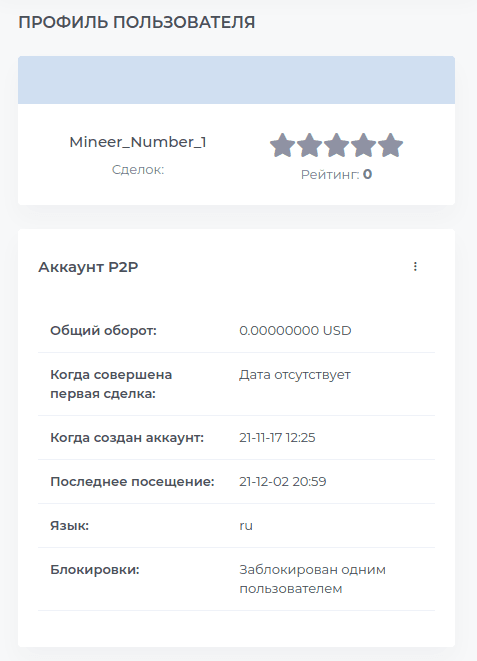 ПРОФИЛЬ ПОЛЬЗОВАТЕЛЯ
Mineer_Number_1
Сделок:
Рейтинг: 0
Аккаунт P2P
Общий оборот: 0.00000000 USD
Когда совершена первая сделка: Дата отсутствует
Когда создан аккаунт: 21-11-17 12:25
Последнее посещение: 21-12-02 20:59
Язык: ru
Блокировки: Заблокирован одним
пользователем